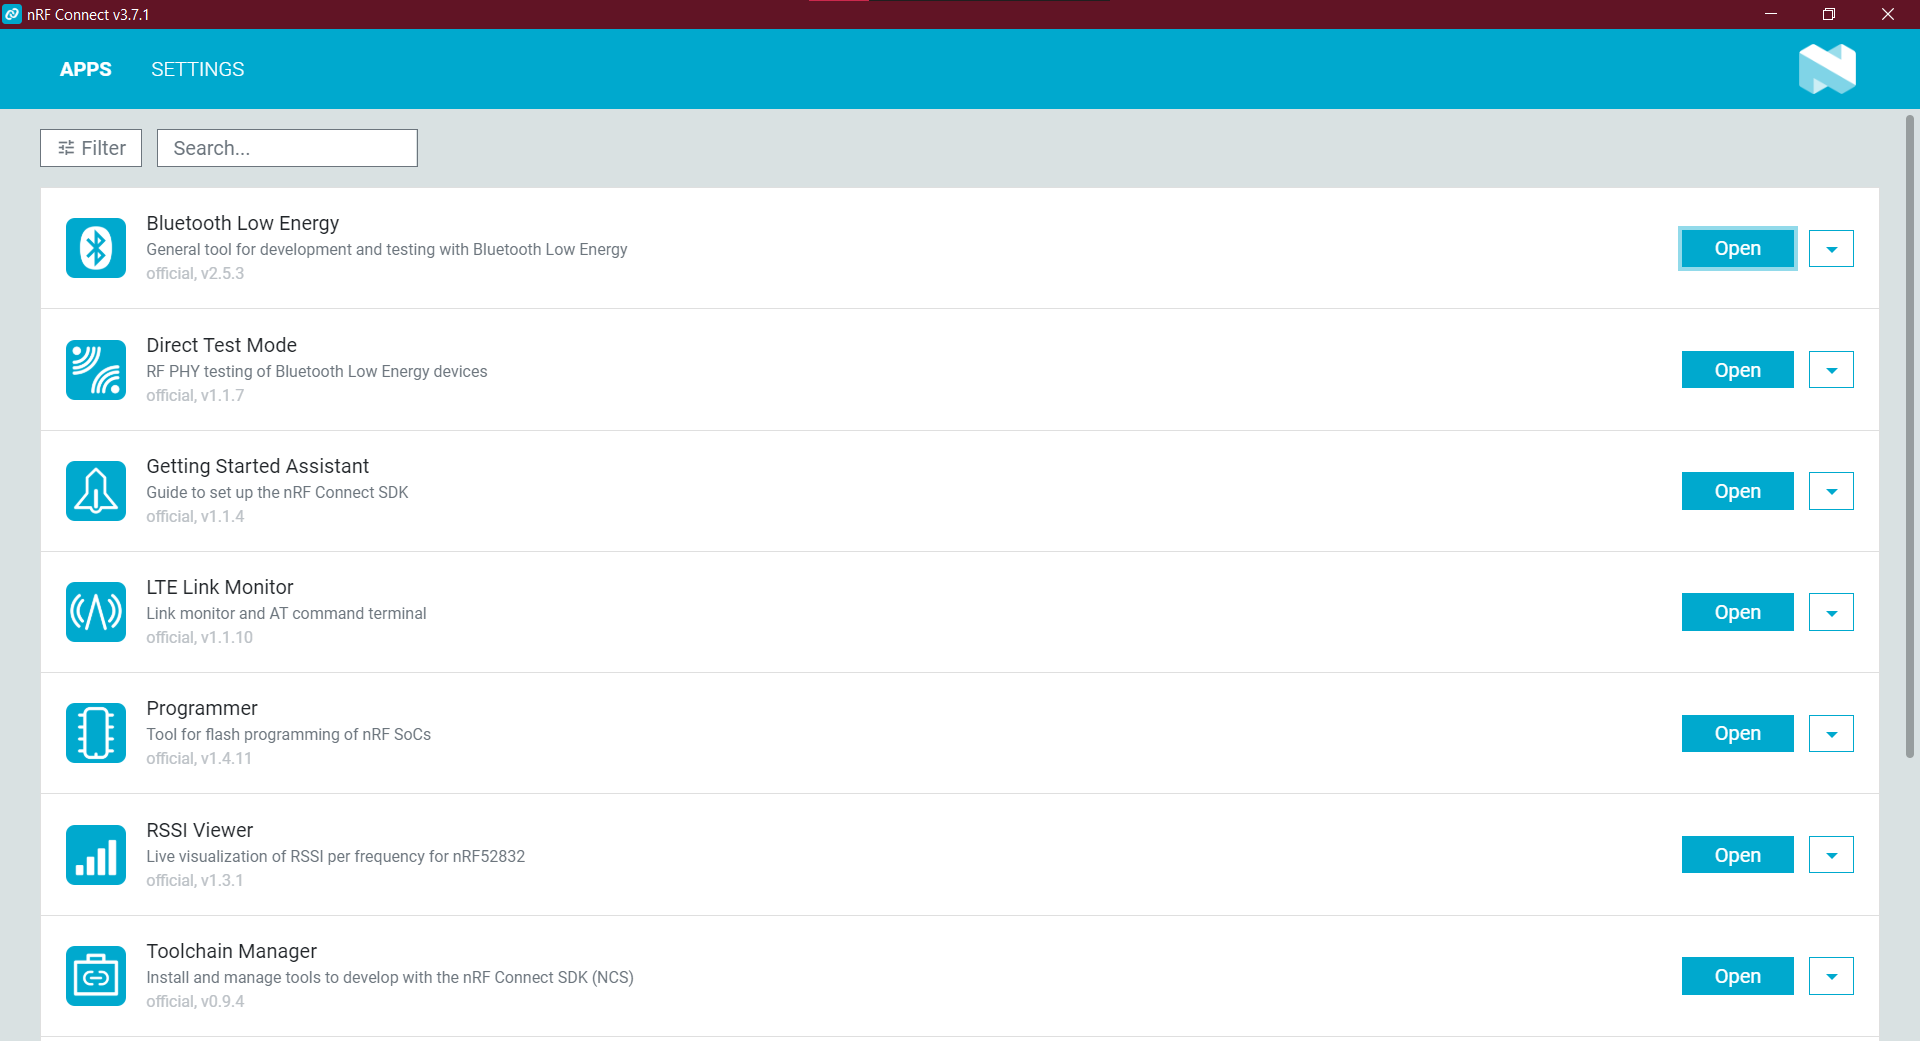 nRF Connect v3.7.1
APPS SETTINGS
Filter Search...
Bluetooth Low Energy
General tool for development and testing with Bluetooth Low Energy
official, v2.5.3
Open
Direct Test Mode
RF PHY testing of Bluetooth Low Energy devices
official, v1.1.7
Open
Getting Started Assistant
Guide to set up the nRF Connect SDK
official, v1.1.4
Open
LTE Link Monitor
Link monitor and AT command terminal
official, v1.1.10
Open
Programmer
Tool for flash programming of nRF SoCs
official, v1.4.11
Open
RSSI Viewer
Live visualization of RSSI per frequency for nRF52832
official, v1.3.1
Open
Toolchain Manager
Install and manage tools to develop with the nRF Connect SDK (NCS)
official, v0.9.4
Open